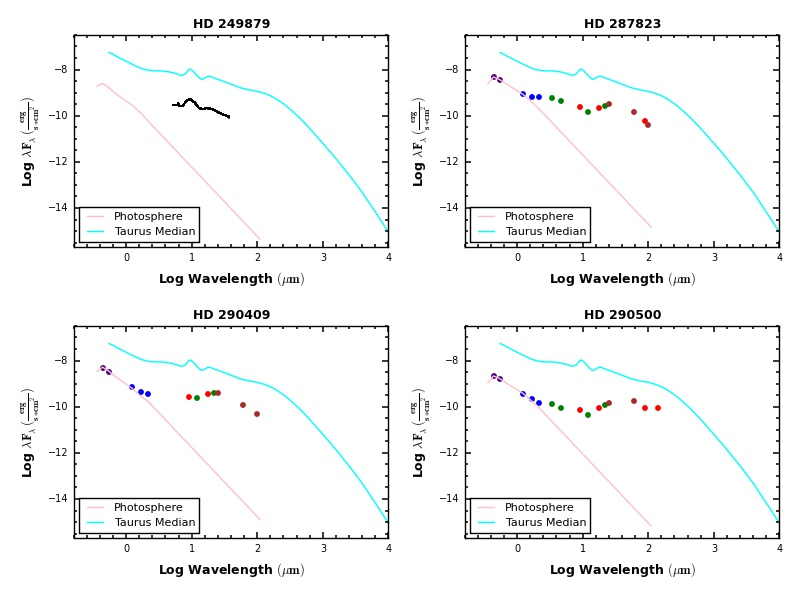 HD 249879
HD 287823
Log λF_λ (erg/s*cm²)
−8
−10
−12
−14
Photosphere
Taurus Median
0 1 2 3 4
Log Wavelength (μm)
Log λF_λ (erg/s*cm²)
−8
−10
−12
−14
Photosphere
Taurus Median
0 1 2 3 4
Log Wavelength (μm)
HD 290409
HD 290500
Log λF_λ (erg/s*cm²)
−8
−10
−12
−14
Photosphere
Taurus Median
0 1 2 3 4
Log Wavelength (μm)
Log λF_λ (erg/s*cm²)
−8
−10
−12
−14
Photosphere
Taurus Median
0 1 2 3 4
Log Wavelength (μm)